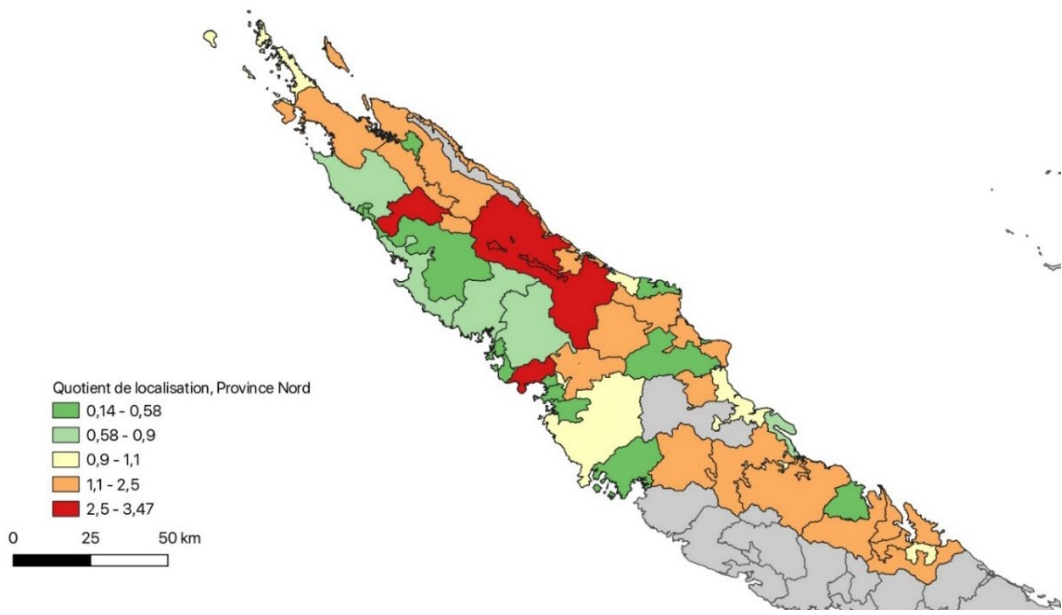 Quotient de localisation, Province Nord
0,14 - 0,58
0,58 - 0,9
0,9 - 1,1
1,1 - 2,5
2,5 - 3,47
0 25 50 km